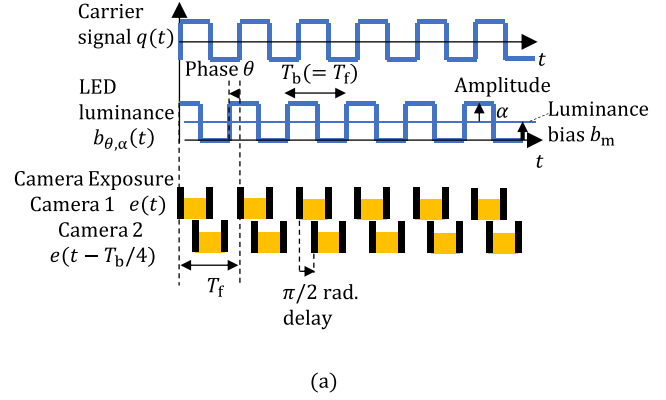 Carrier
signal q(t)
t
Phase θ
T_b(= T_f)
LED
luminance
b_θ,α(t)
Amplitude
α
Luminance
bias b_m
t
Camera Exposure
Camera 1 e(t)
Camera 2
e(t − T_b/4)
T_f
π/2 rad.
delay
(a)